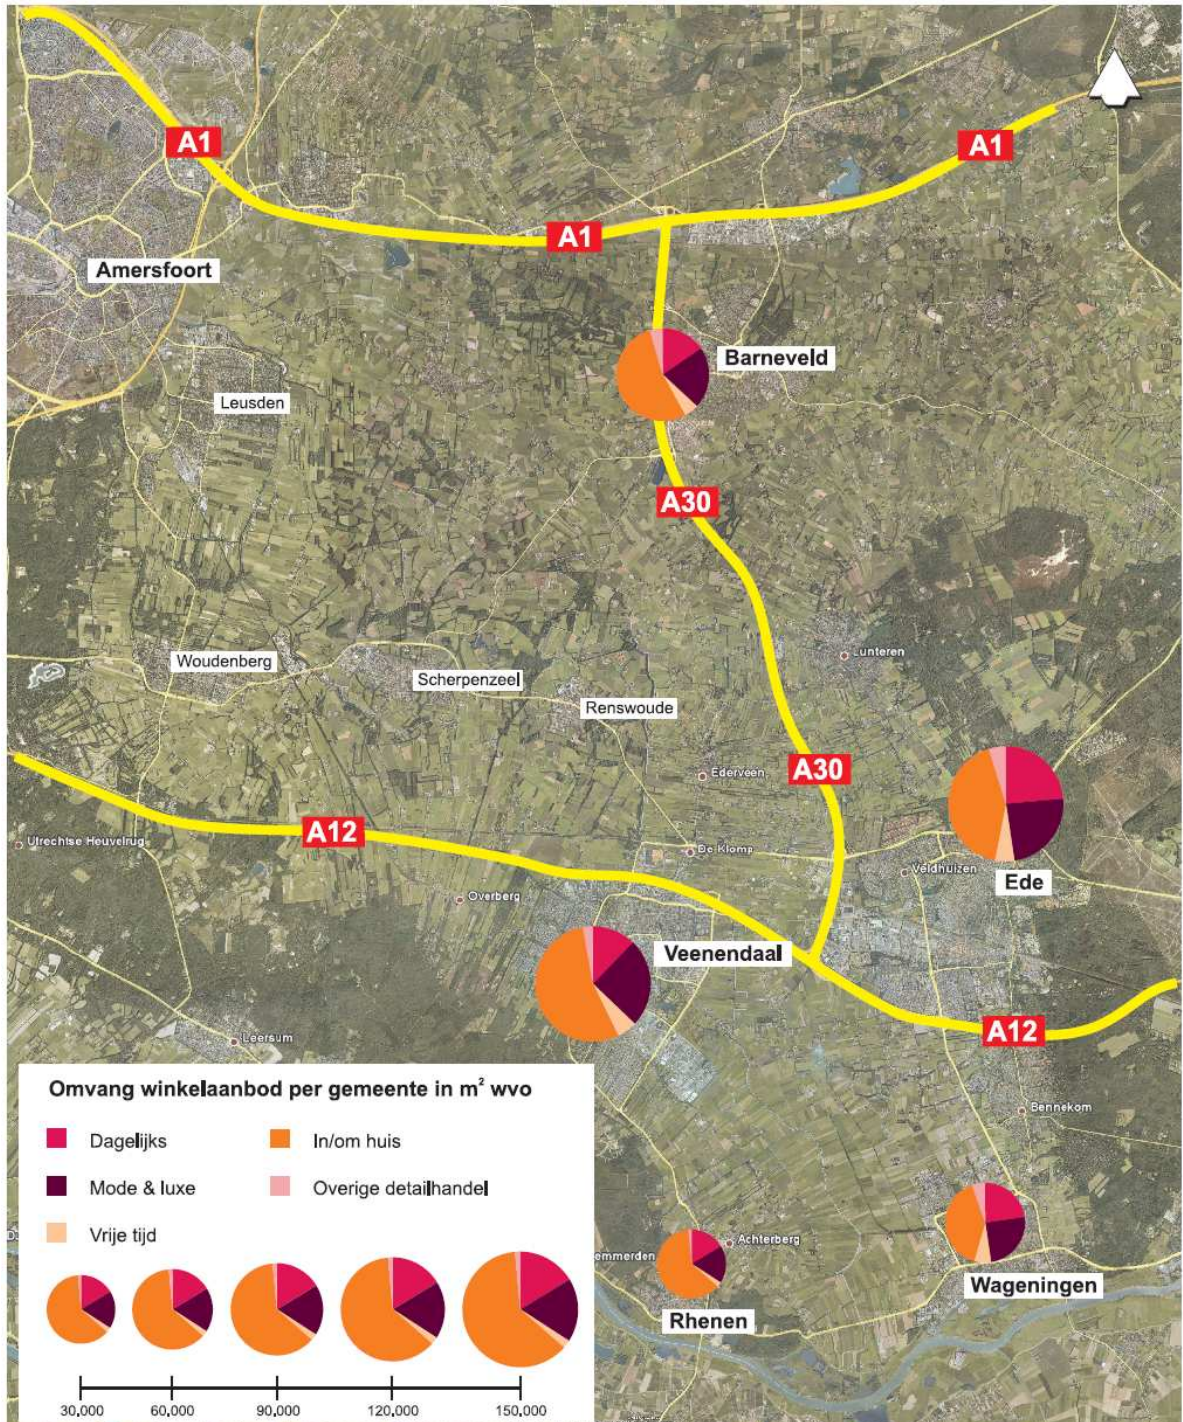 A1
A1
A1
Amersfoort
Barneveld
Leusden
A30
Woudenberg
Scherpenzeel
Lunteren
Renswoude
Ederveen
A30
A12
Utrechtse Heuvelrug
De Klomp
Veldhuizen
Ede
Overberg
Veenendaal
A12
Leersum
Bennekom
Omvang winkelaanbod per gemeente in m² wvo
Dagelijks
In/om huis
Mode & luxe
Overige detailhandel
Vrije tijd
Achterberg
emmerden
Wageningen
Rhenen
30,000
60,000
90,000
120,000
150,000